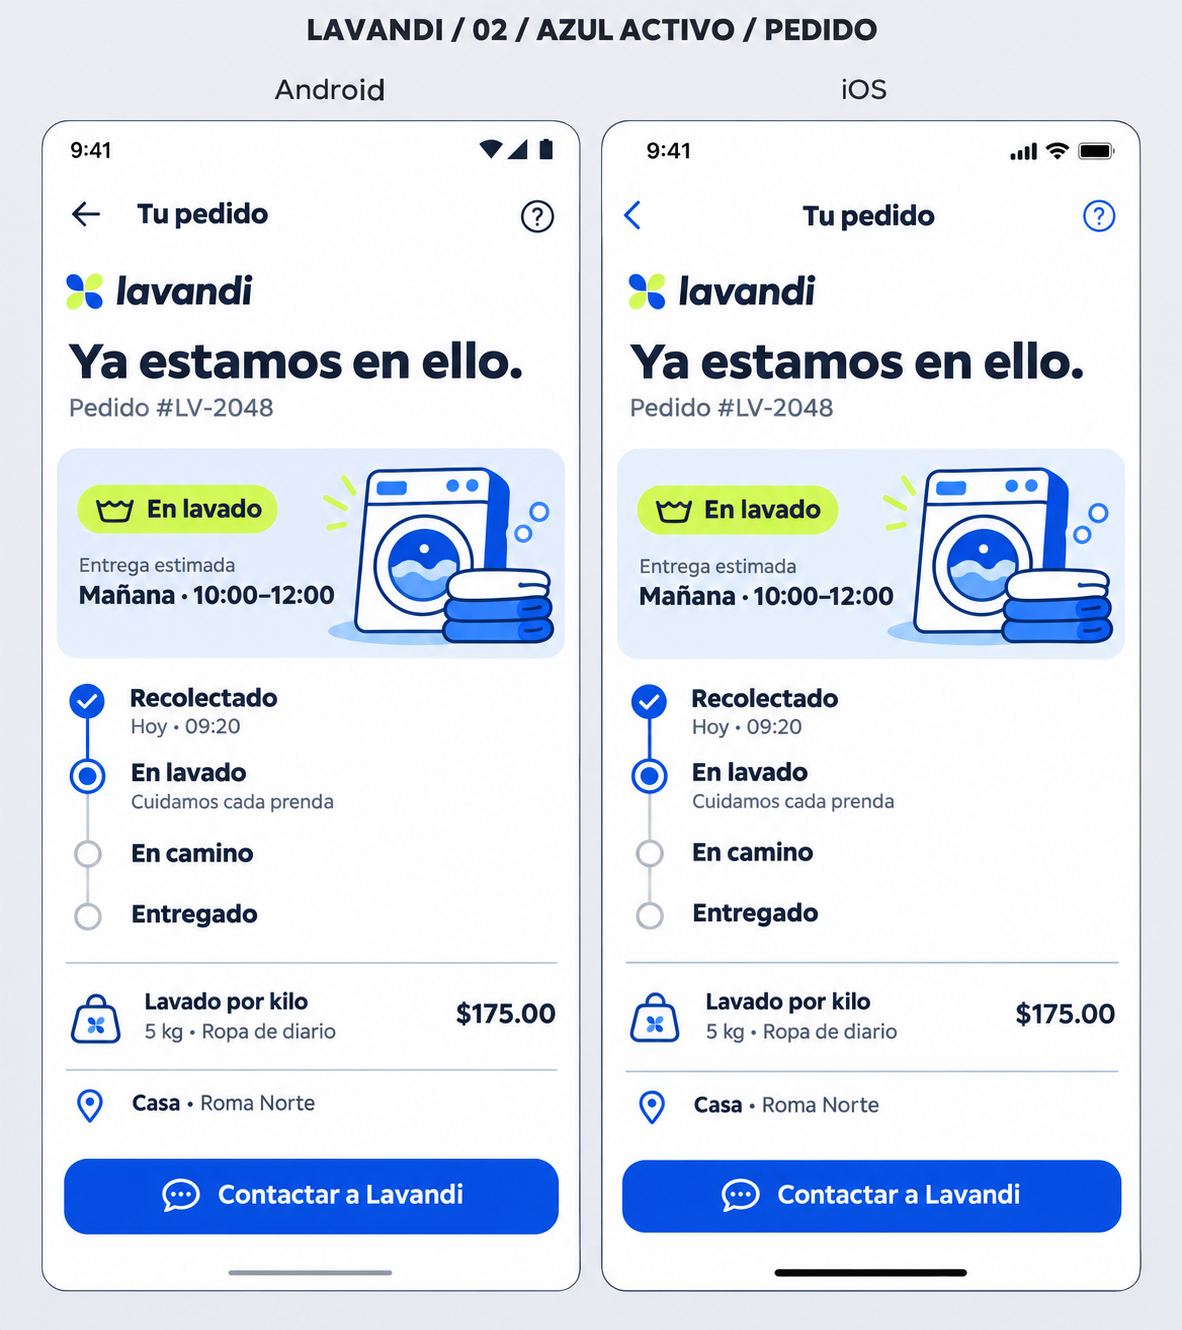 LAVANDI / 02 / AZUL ACTIVO / PEDIDO
Android
9:41
Tu pedido
?
lavandi
Ya estamos en ello.
Pedido #LV-2048
En lavado
Entrega estimada
Mañana · 10:00–12:00
Recolectado
Hoy • 09:20
En lavado
Cuidamos cada prenda
En camino
Entregado
Lavado por kilo
5 kg • Ropa de diario
$175.00
Casa • Roma Norte
Contactar a Lavandi
iOS
9:41
Tu pedido
?
lavandi
Ya estamos en ello.
Pedido #LV-2048
En lavado
Entrega estimada
Mañana · 10:00–12:00
Recolectado
Hoy • 09:20
En lavado
Cuidamos cada prenda
En camino
Entregado
Lavado por kilo
5 kg • Ropa de diario
$175.00
Casa • Roma Norte
Contactar a Lavandi